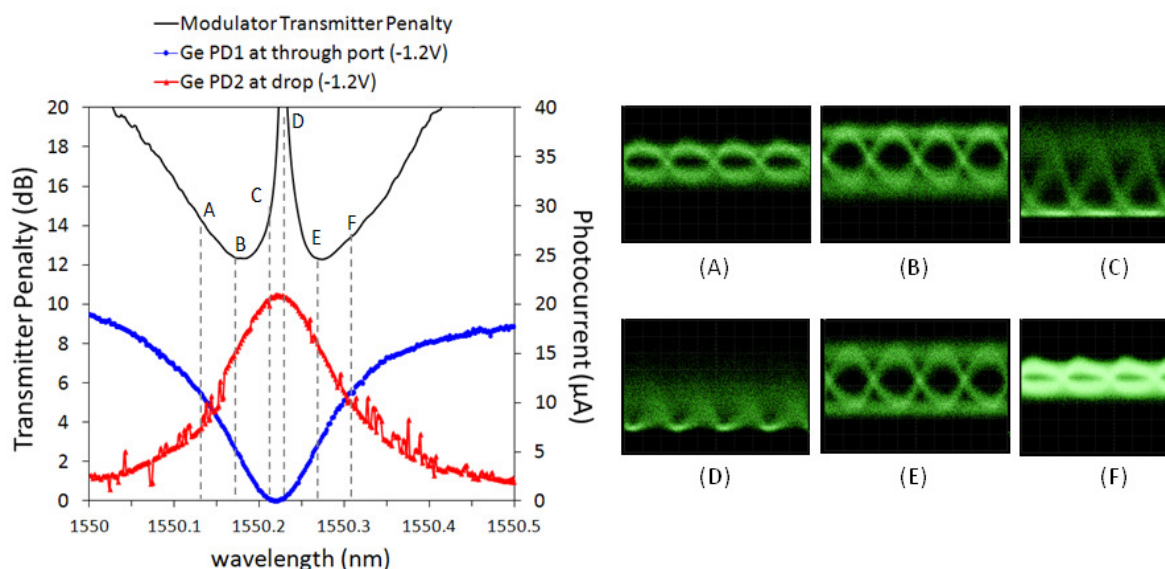 Modulator Transmitter Penalty
Ge PD1 at through port (-1.2V)
Ge PD2 at drop (-1.2V)
Transmitter Penalty (dB)
20
18
16
14
12
10
8
6
4
2
0
A
B
C
D
E
F
40
35
30
25
20
15
10
5
0
Photocurrent (µA)
1550
1550.1
1550.2
1550.3
1550.4
1550.5
wavelength (nm)
(A)
(B)
(C)
(D)
(E)
(F)